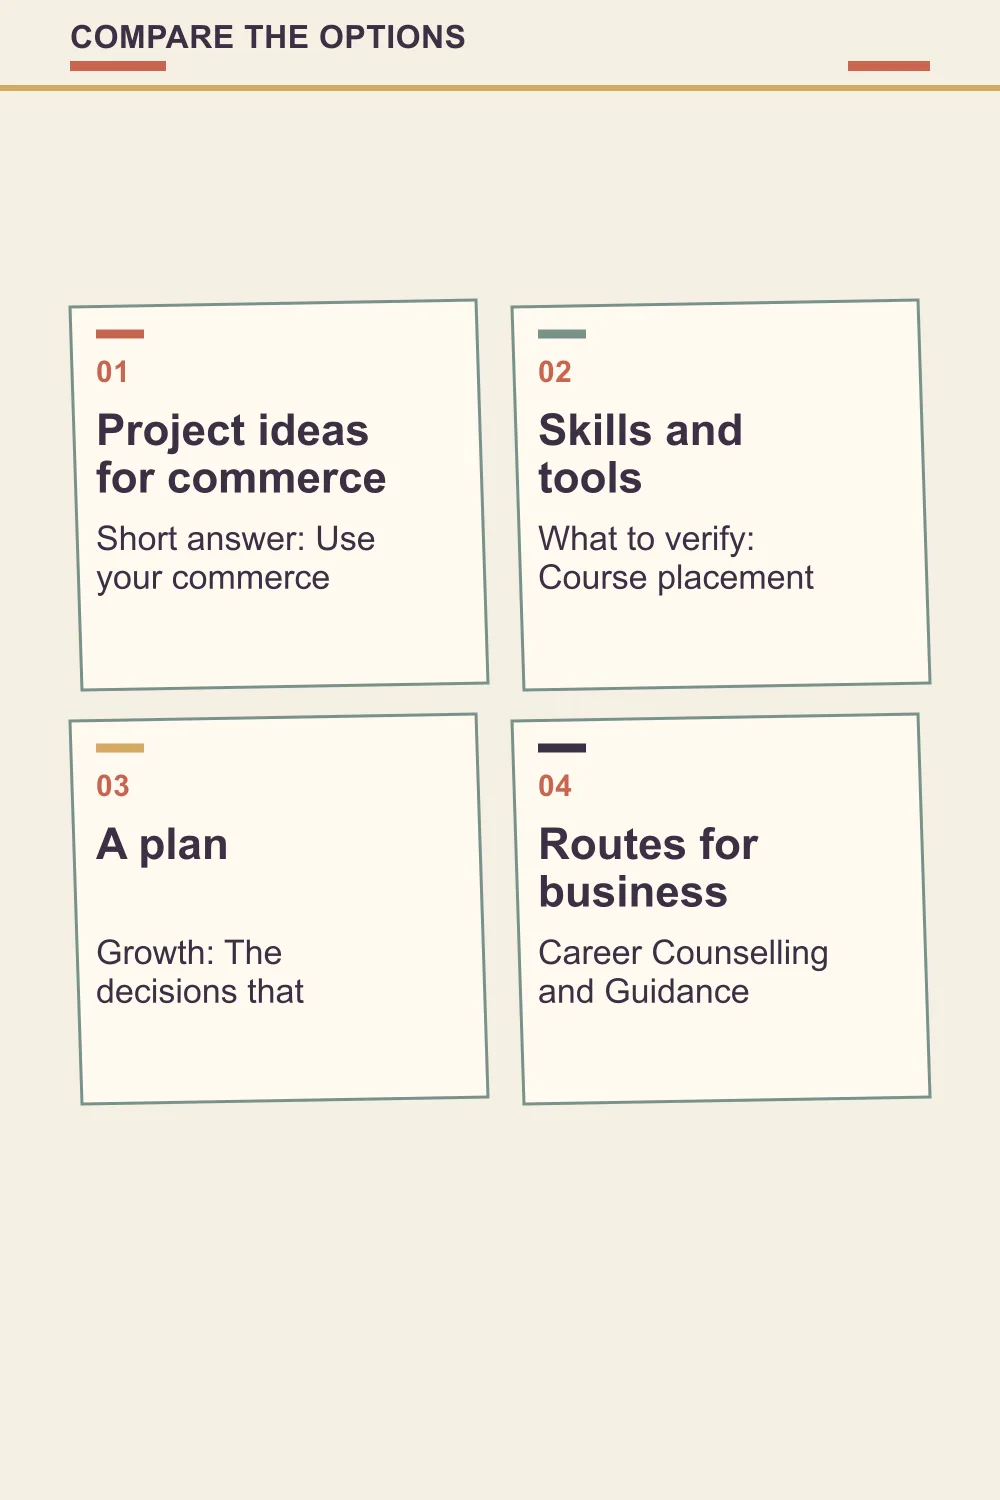 COMPARE THE OPTIONS
01
Project ideas
for commerce
Short answer: Use
your commerce
02
Skills and
tools
What to verify:
Course placement
03
A plan
Growth: The
decisions that
04
Routes for
business
Career Counselling
and Guidance